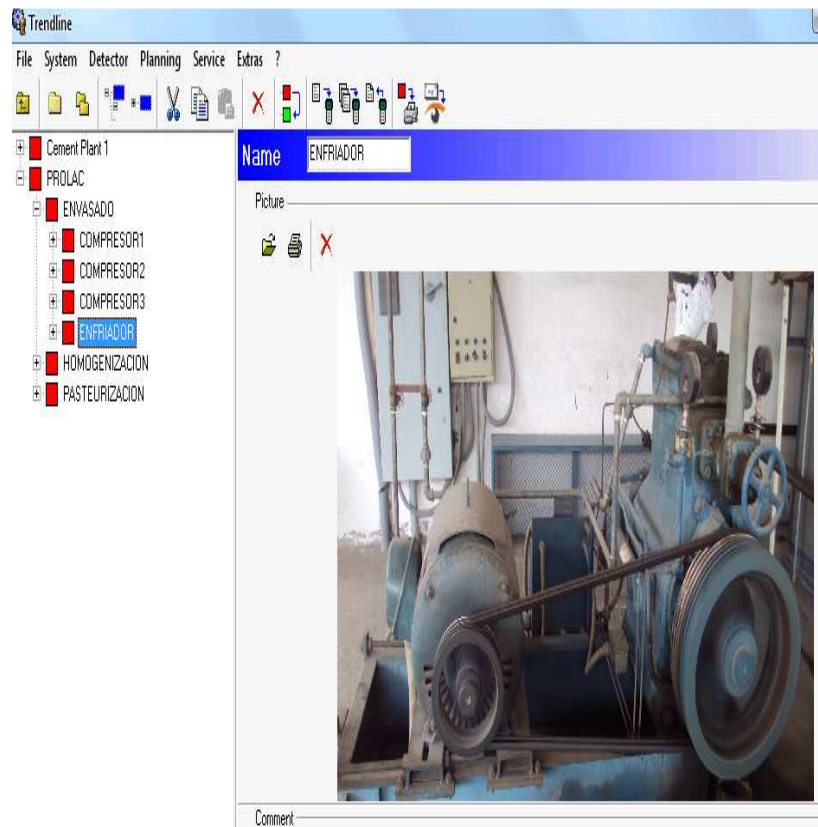 Trendline
File System Detector Planning Service Extras ?
Cement Plant 1
PROLAC
ENVASADO
COMPRESOR1
COMPRESOR2
COMPRESOR3
ENFRIADOR
HOMOGENIZACION
PASTEURIZACION
Name ENFRIADOR
Picture
Comment